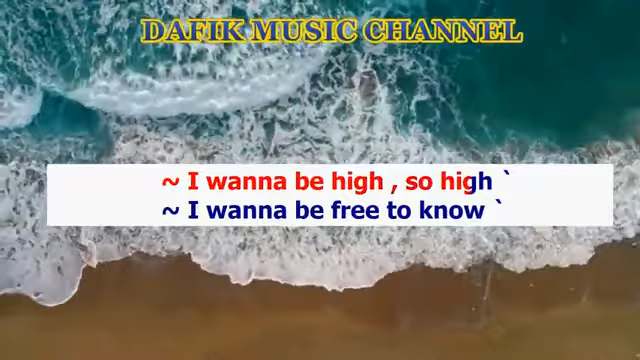 DAFIK MUSIC CHANNEL
~ I wanna be high , so high `
~ I wanna be free to know `